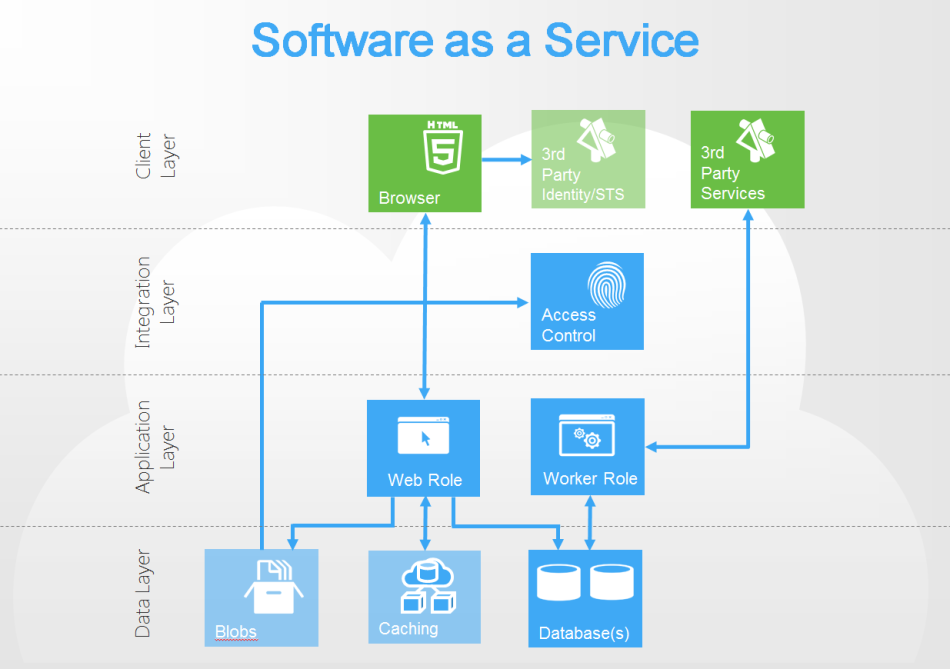 Software as a Service
Client
Layer
HTML
5
Browser
3rd
Party
Identity/STS
3rd
Party
Services
Integration
Layer
Access
Control
Application
Layer
Web Role
Worker Role
Data Layer
Blobs
Caching
Database(s)